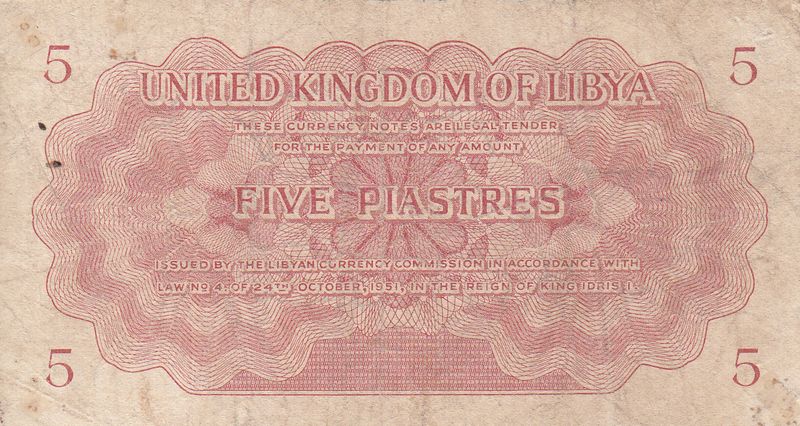 5 5
UNITED KINGDOM OF LIBYA
THESE CURRENCY NOTES ARE LEGAL TENDER
FOR THE PAYMENT OF ANY AMOUNT
FIVE PIASTRES
ISSUED BY THE LIBYAN CURRENCY COMMISSION IN ACCORDANCE WITH
LAW NO 4, OF 24TH OCTOBER, 1951, IN THE REIGN OF KING IDRIS I.
5 5